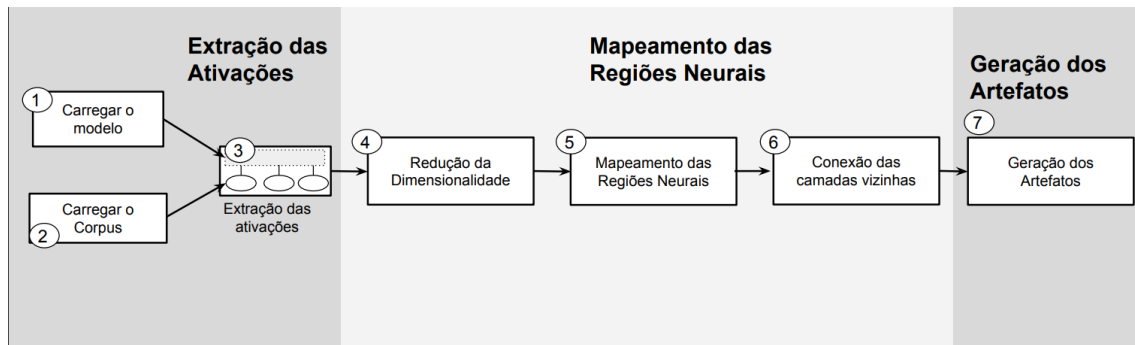 Extração das
Ativações
Mapeamento das
Regiões Neurais
Geração dos
Artefatos
1
Carregar o
modelo
2
Carregar o
Corpus
3
Extração das
ativações
4
Redução da
Dimensionalidade
5
Mapeamento das
Regiões Neurais
6
Conexão das
camadas vizinhas
7
Geração dos
Artefatos